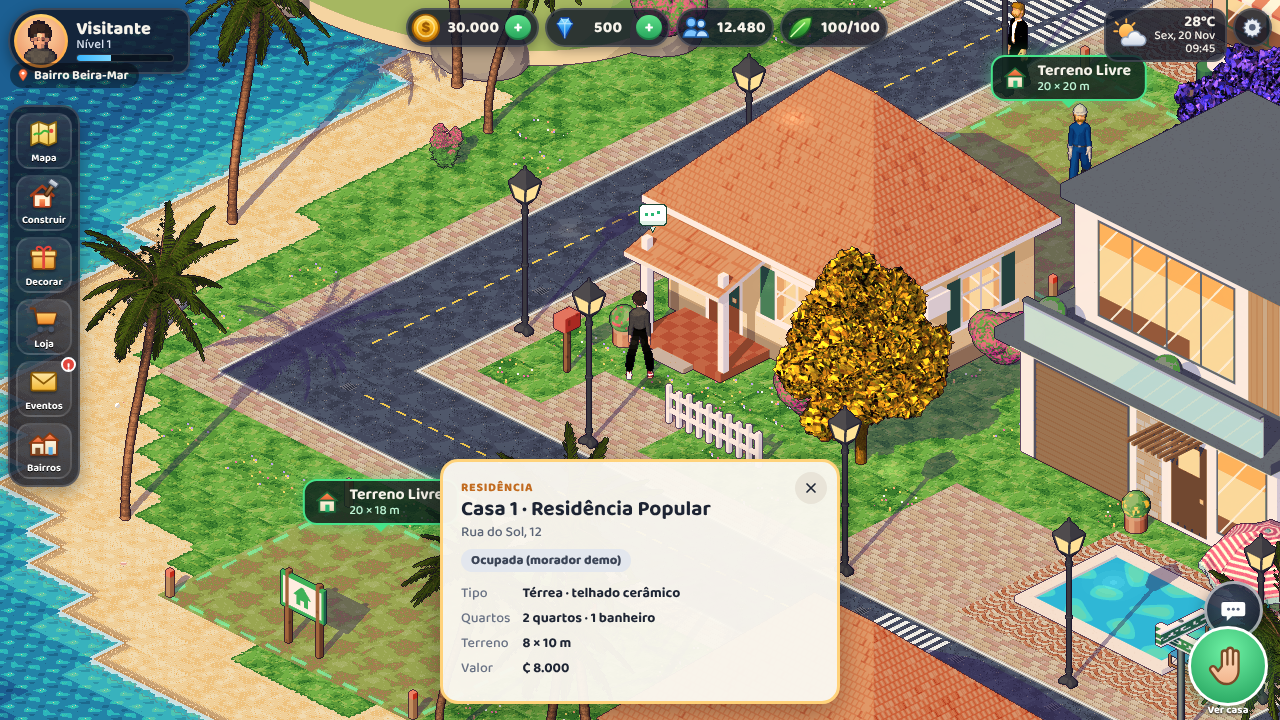 Visitante
Nível 1
Bairro Beira-Mar
30.000
+
500
+
12.480
100/100
28°C
Sex, 20 Nov
09:45
Terreno Livre
20 × 20 m
Mapa
Construir
Decorar
Loja
Eventos
Bairros
Terreno Livre
20 × 18 m
RESIDÊNCIA
Casa 1 · Residência Popular
Rua do Sol, 12
Ocupada (morador demo)
Tipo Térrea · telhado cerâmico
Quartos 2 quartos · 1 banheiro
Terreno 8 × 10 m
Valor ₵ 8.000
Ver casa